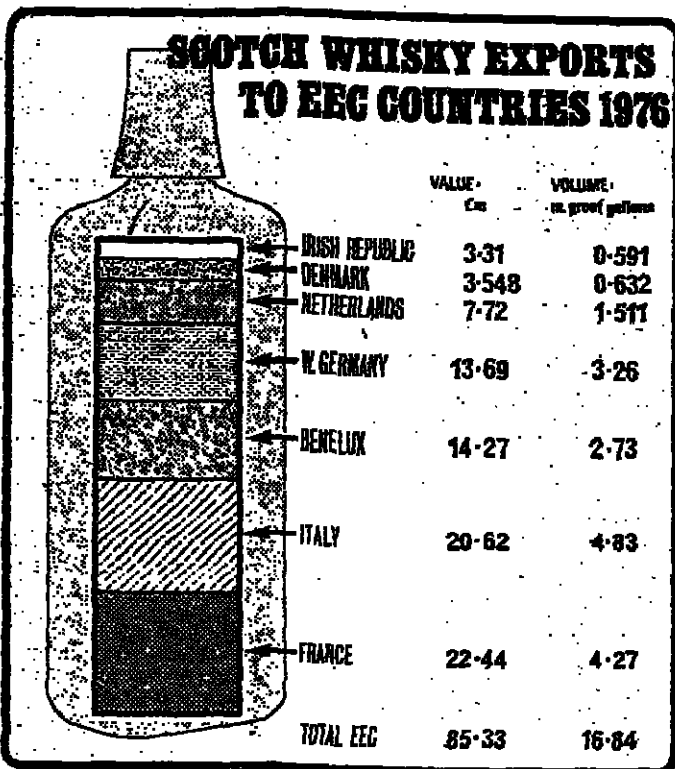 SCOTCH WHISKY EXPORTS
TO EEC COUNTRIES 1976
VALUE VOLUME
£m m. proof gallons
IRISH REPUBLIC 3·31 0·591
DENMARK 3·548 0·632
NETHERLANDS 7·72 1·511
W. GERMANY 13·69 3·26
BENELUX 14·27 2·73
ITALY 20·62 4·83
FRANCE 22·44 4·27
TOTAL EEC 85·33 16·84